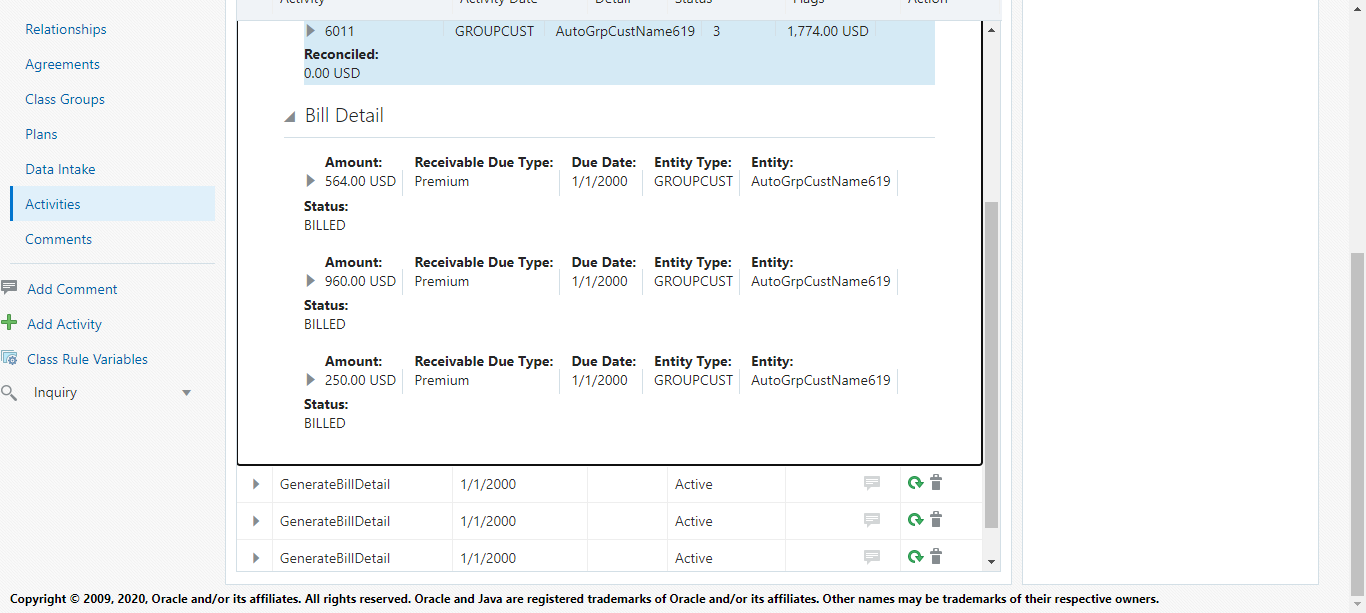 Activity Activity Date Detail Status Flags Action
Relationships
Agreements
Class Groups
Plans
Data Intake
Activities
Comments
Add Comment
Add Activity
Class Rule Variables
Inquiry
6011 GROUPCUST AutoGrpCustName619 3 1,774.00 USD
Reconciled:
0.00 USD
Bill Detail
Amount: Receivable Due Type: Due Date: Entity Type: Entity:
564.00 USD Premium 1/1/2000 GROUPCUST AutoGrpCustName619
Status:
BILLED
Amount: Receivable Due Type: Due Date: Entity Type: Entity:
960.00 USD Premium 1/1/2000 GROUPCUST AutoGrpCustName619
Status:
BILLED
Amount: Receivable Due Type: Due Date: Entity Type: Entity:
250.00 USD Premium 1/1/2000 GROUPCUST AutoGrpCustName619
Status:
BILLED
GenerateBillDetail 1/1/2000 Active
GenerateBillDetail 1/1/2000 Active
GenerateBillDetail 1/1/2000 Active
Copyright © 2009, 2020, Oracle and/or its affiliates. All rights reserved. Oracle and Java are registered trademarks of Oracle and/or its affiliates. Other names may be trademarks of their respective owners.